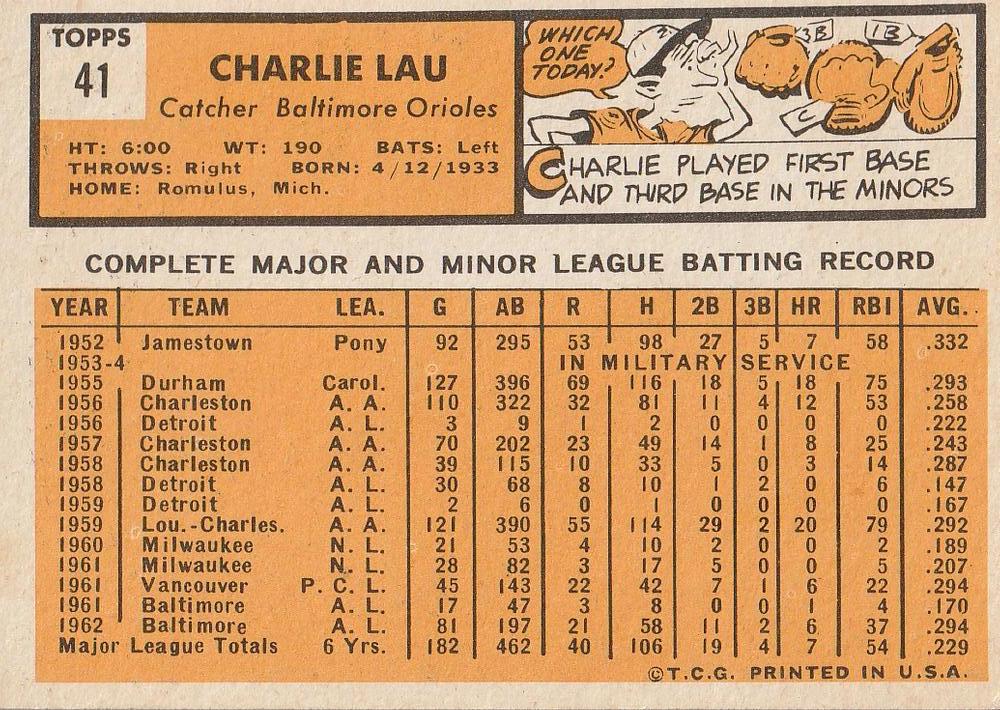 TOPPS
41
CHARLIE LAU
Catcher Baltimore Orioles
HT: 6:00 WT: 190 BATS: Left
THROWS: Right BORN: 4/12/1933
HOME: Romulus, Mich.
WHICH
ONE
TODAY?
3B
1B
C
CHARLIE PLAYED FIRST BASE
AND THIRD BASE IN THE MINORS
COMPLETE MAJOR AND MINOR LEAGUE BATTING RECORD
YEAR TEAM LEA. G AB R H 2B 3B HR RBI AVG.
1952 Jamestown Pony 92 295 53 98 27 5 7 58 .332
1953-4 IN MILITARY SERVICE
1955 Durham Carol. 127 396 69 116 18 5 18 75 .293
1956 Charleston A. A. 110 322 32 81 11 4 12 53 .258
1956 Detroit A. L. 3 9 1 2 0 0 0 0 .222
1957 Charleston A. A. 70 202 23 49 14 1 8 25 .243
1958 Charleston A. A. 39 115 10 33 5 0 3 14 .287
1958 Detroit A. L. 30 68 8 10 1 2 0 6 .147
1959 Detroit A. L. 2 6 0 1 0 0 0 0 .167
1959 Lou.-Charles. A. A. 121 390 55 114 29 2 20 79 .292
1960 Milwaukee N. L. 21 53 4 10 2 0 0 2 .189
1961 Milwaukee N. L. 28 82 3 17 5 0 0 5 .207
1961 Vancouver P. C. L. 45 143 22 42 7 1 6 22 .294
1961 Baltimore A. L. 17 47 3 8 0 0 1 4 .170
1962 Baltimore A. L. 81 197 21 58 11 2 6 37 .294
Major League Totals 6 Yrs. 182 462 40 106 19 4 7 54 .229
©T.C.G. PRINTED IN U.S.A.